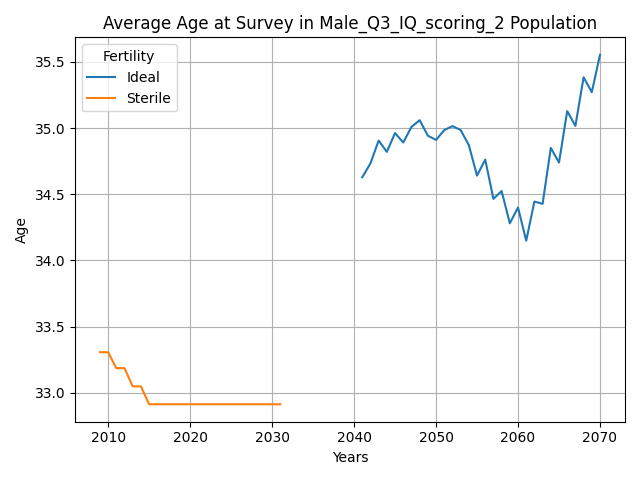 Average Age at Survey in Male_Q3_IQ_scoring_2 Population
Fertility
Ideal
Sterile
35.5
35.0
34.5
34.0
33.5
33.0
Age
2010
2020
2030
2040
2050
2060
2070
Years